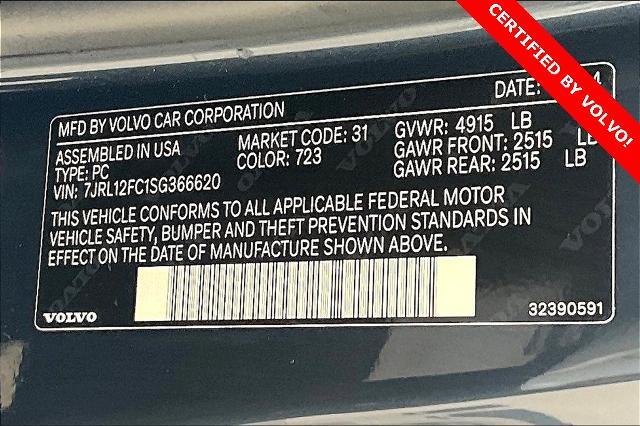 CERTIFIED BY VOLVO!
MFD BY VOLVO CAR CORPORATION
DATE:
ASSEMBLED IN USA
TYPE: PC
VIN: 7JRL12FC1SG366620
MARKET CODE: 31
COLOR: 723
GVWR: 4915 LB
GAWR FRONT: 2515 LB
GAWR REAR: 2515 LB
THIS VEHICLE CONFORMS TO ALL APPLICABLE FEDERAL MOTOR
VEHICLE SAFETY, BUMPER AND THEFT PREVENTION STANDARDS IN
EFFECT ON THE DATE OF MANUFACTURE SHOWN ABOVE.
VOLVO
32390591